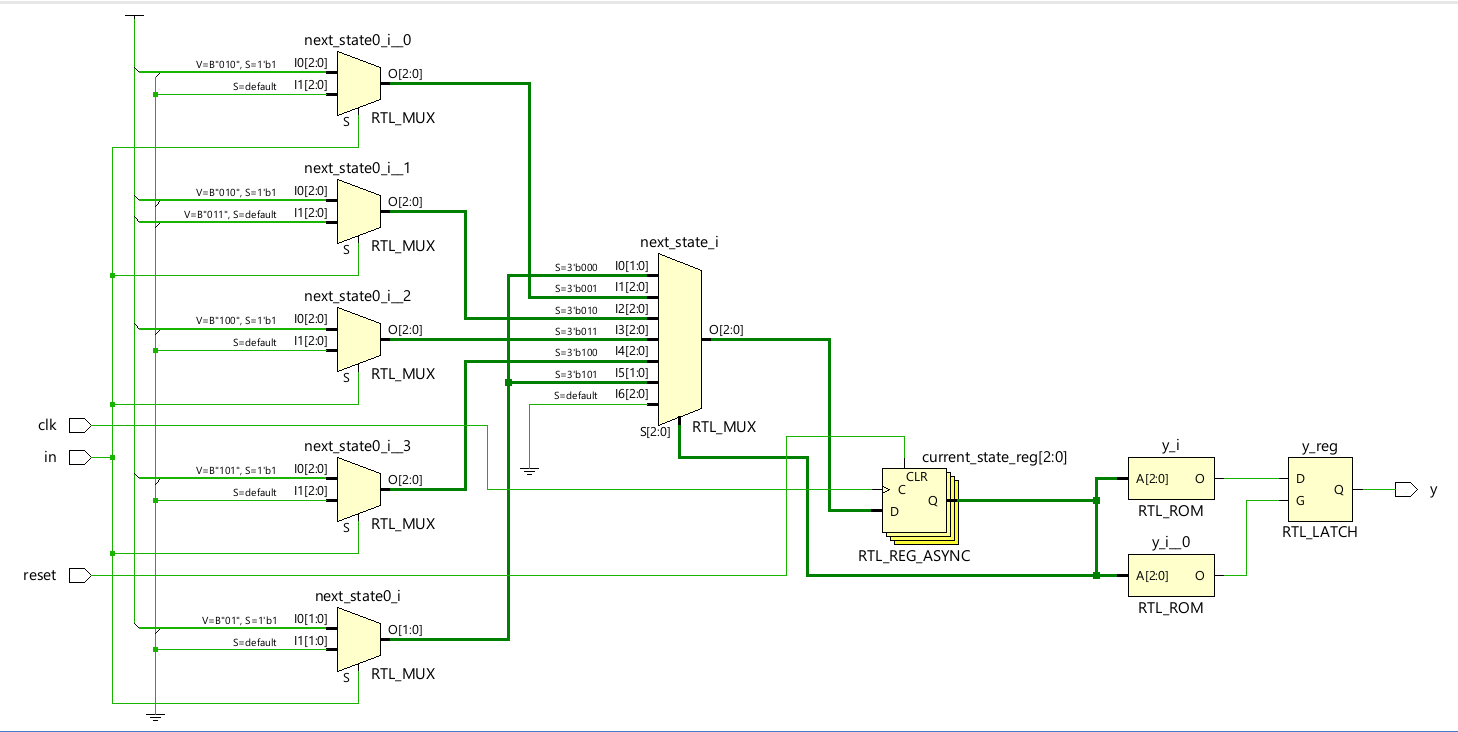 next_state0_i__0
V=B"010", S=1'b1 I0[2:0]
S=default I1[2:0]
O[2:0]
S
RTL_MUX
next_state0_i__1
V=B"010", S=1'b1 I0[2:0]
V=B"011", S=default I1[2:0]
O[2:0]
S
RTL_MUX
next_state0_i__2
V=B"100", S=1'b1 I0[2:0]
S=default I1[2:0]
O[2:0]
S
RTL_MUX
next_state_i
S=3'b000 I0[1:0]
S=3'b001 I1[2:0]
S=3'b010 I2[2:0]
S=3'b011 I3[2:0]
S=3'b100 I4[2:0]
S=3'b101 I5[1:0]
S=default I6[2:0]
O[2:0]
S[2:0]
RTL_MUX
clk
in
next_state0_i__3
V=B"101", S=1'b1 I0[2:0]
S=default I1[2:0]
O[2:0]
S
RTL_MUX
reset
next_state0_i
V=B"01", S=1'b1 I0[1:0]
S=default I1[1:0]
O[1:0]
S
RTL_MUX
current_state_reg[2:0]
CLR
C
Q
D
RTL_REG_ASYNC
y_i
A[2:0] O
RTL_ROM
y_i__0
A[2:0] O
RTL_ROM
y_reg
D
Q
G
RTL_LATCH
y